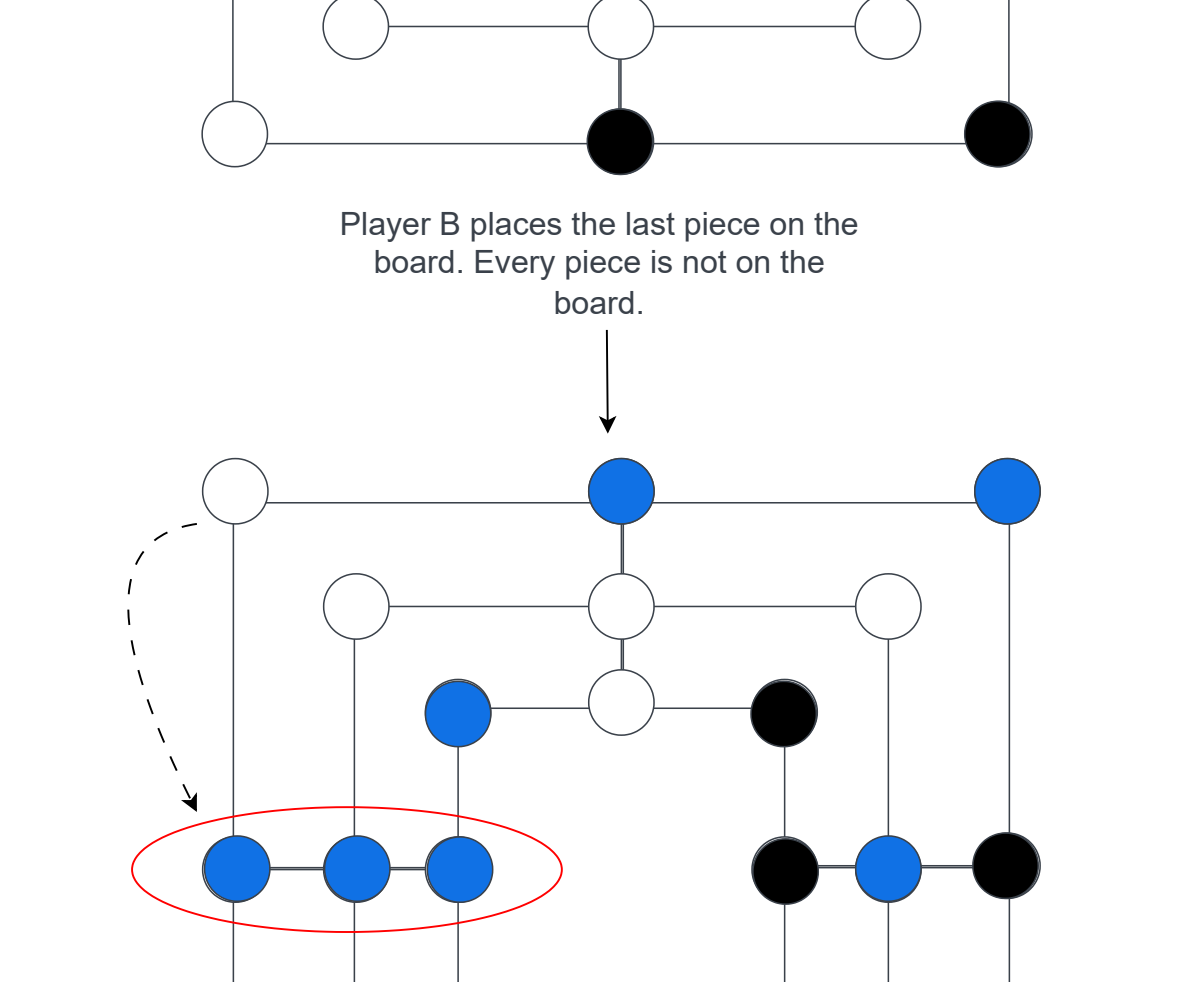 Player B places the last piece on the
board. Every piece is not on the
board.